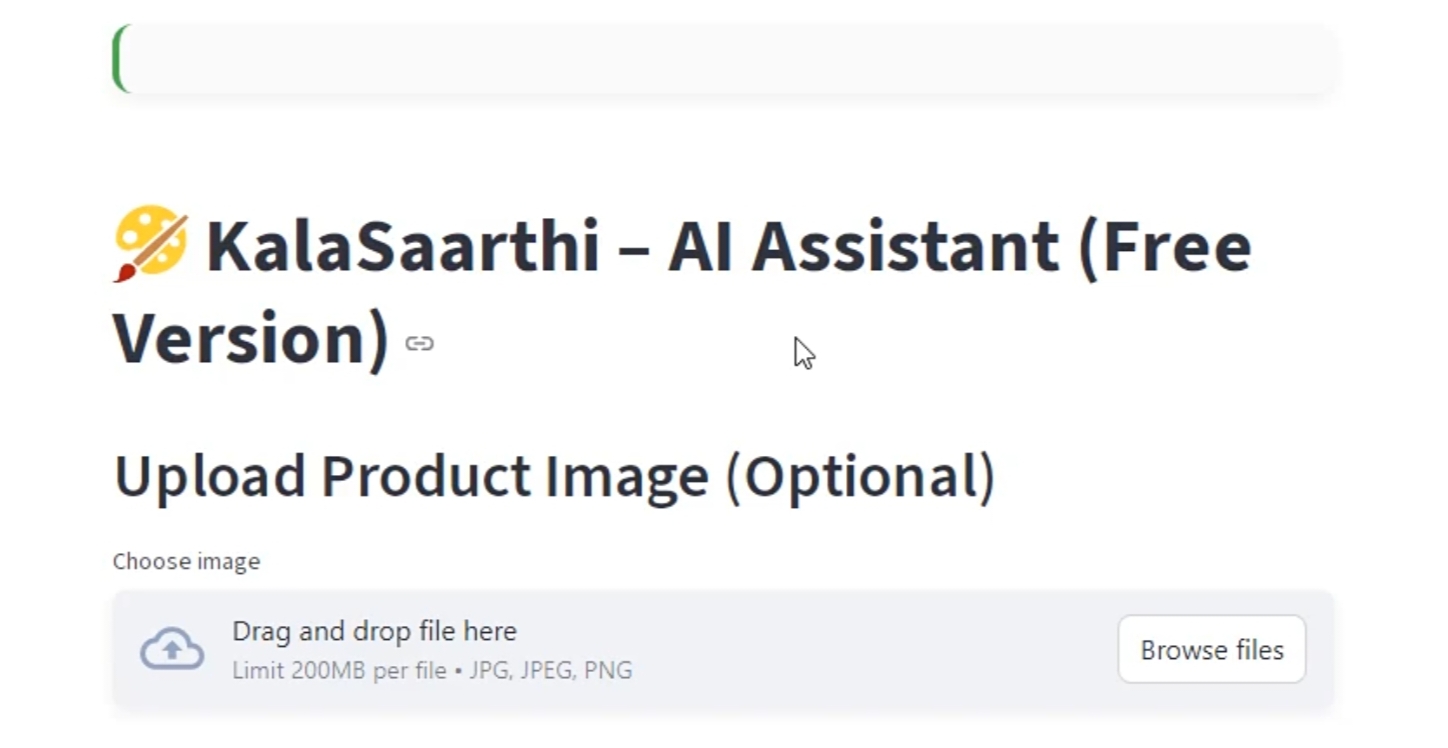 KalaSaarthi – AI Assistant (Free
Version)
Upload Product Image (Optional)
Choose image
Drag and drop file here
Limit 200MB per file • JPG, JPEG, PNG
Browse files